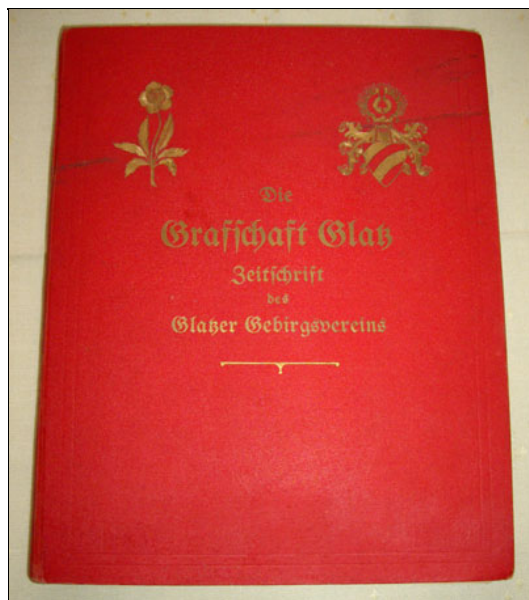 Die
Grafschaft Glatz
Zeitschrift
des
Glatzer Gebirgsvereins